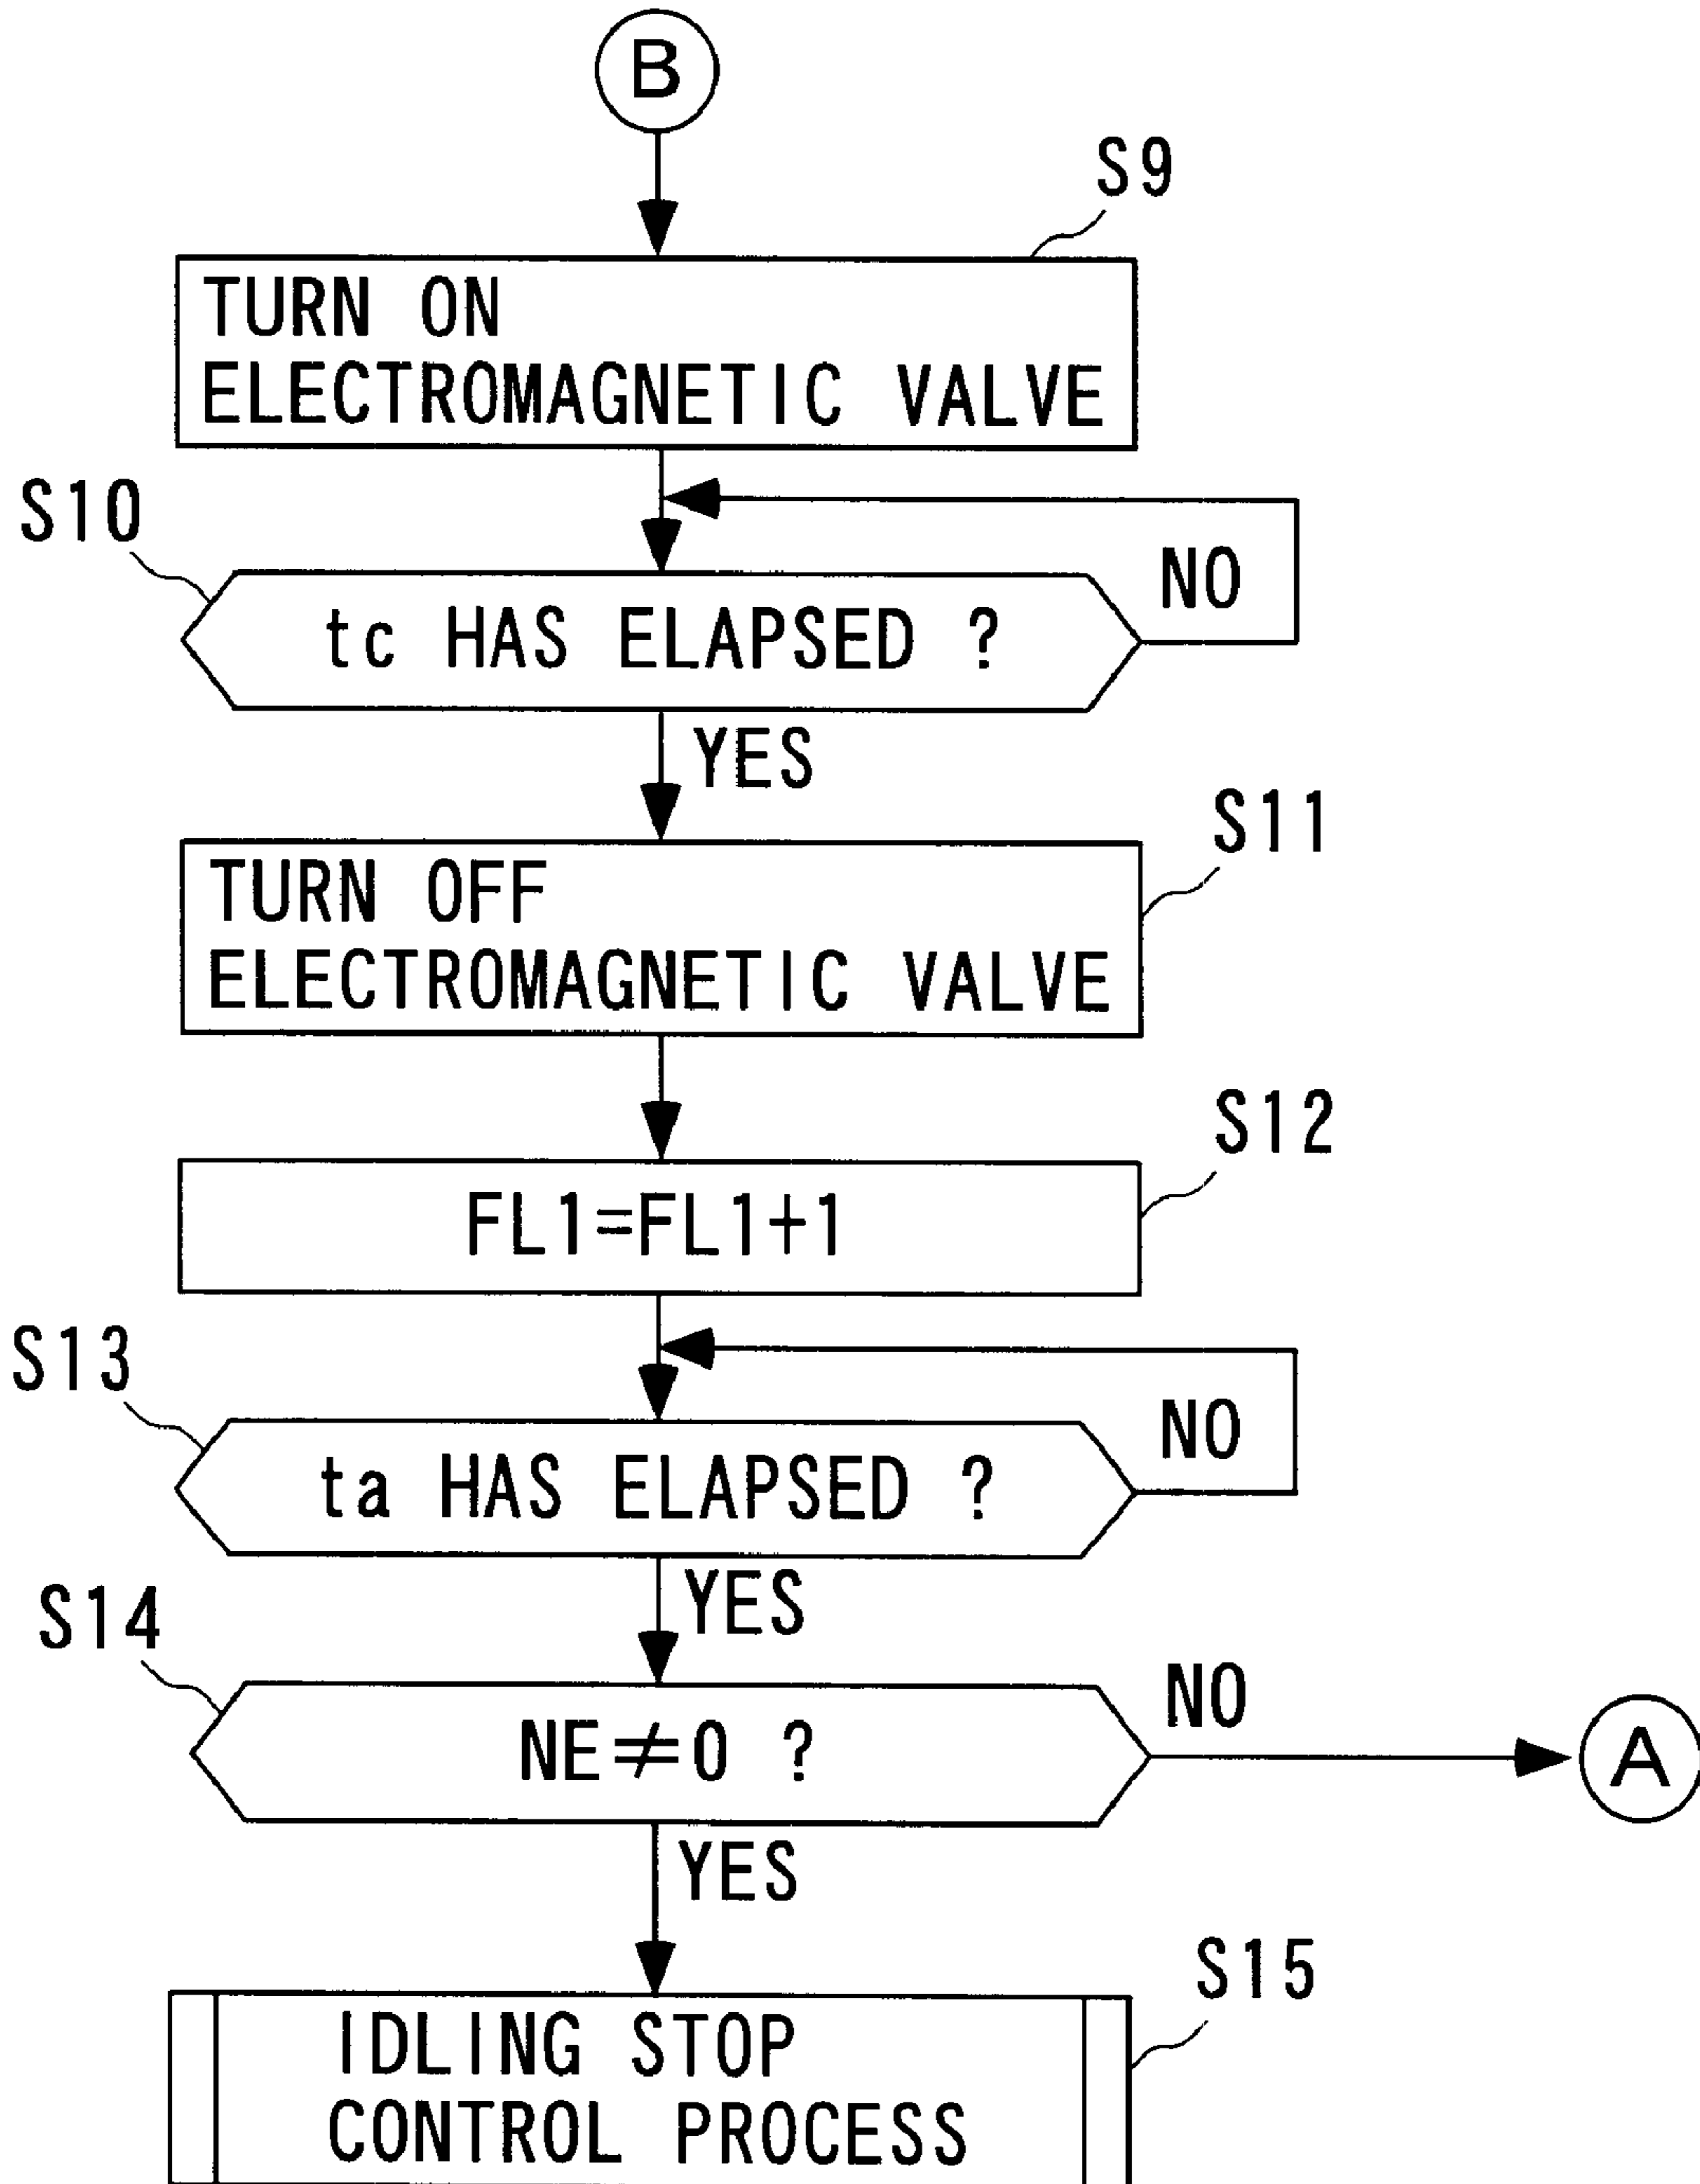 B
S9
TURN ON
ELECTROMAGNETIC VALVE
S10
NO
tc HAS ELAPSED ?
YES
S11
TURN OFF
ELECTROMAGNETIC VALVE
S12
FL1=FL1+1
S13
NO
ta HAS ELAPSED ?
YES
S14
NO
NE≠0 ?
A
YES
S15
IDLING STOP
CONTROL PROCESS